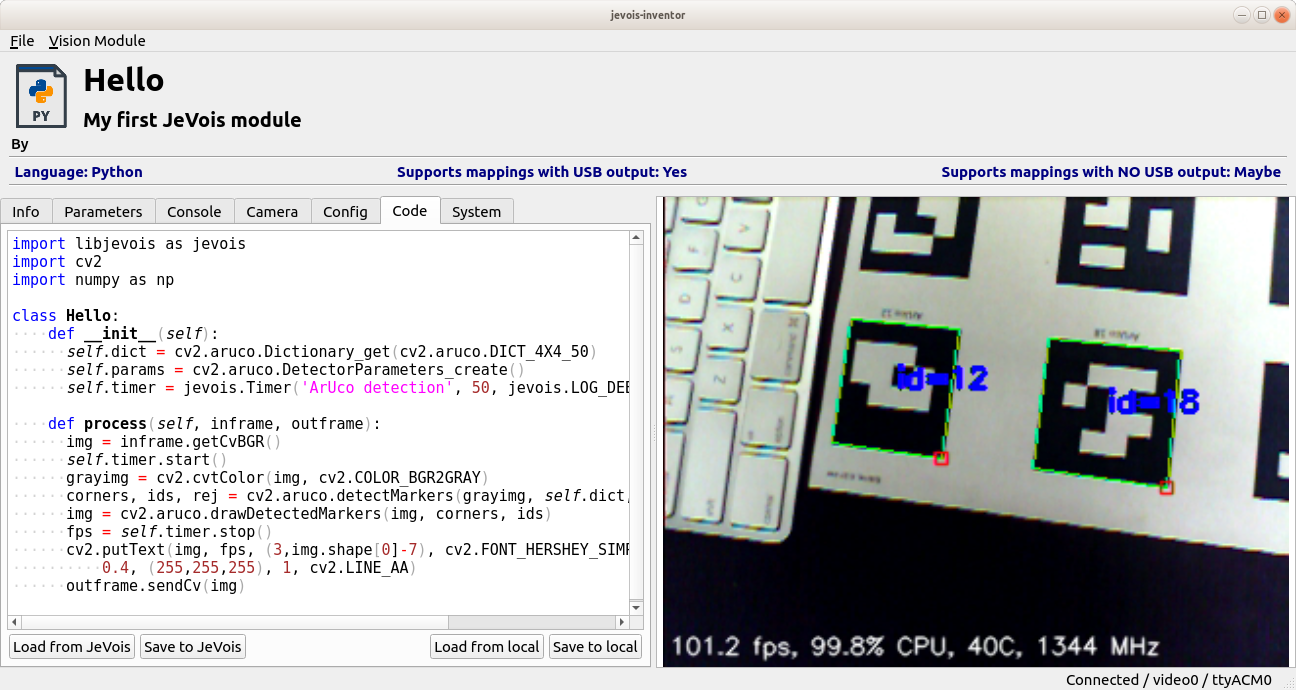 jevois-inventor
File Vision Module
PY
Hello
My first JeVois module
By
Language: Python
Supports mappings with USB output: Yes
Supports mappings with NO USB output: Maybe
Info Parameters Console Camera Config Code System
import libjevois as jevois
import cv2
import numpy as np
class Hello:
def __init__(self):
self.dict = cv2.aruco.Dictionary_get(cv2.aruco.DICT_4X4_50)
self.params = cv2.aruco.DetectorParameters_create()
self.timer = jevois.Timer('ArUco detection', 50, jevois.LOG_DEB
def process(self, inframe, outframe):
img = inframe.getCvBGR()
self.timer.start()
grayimg = cv2.cvtColor(img, cv2.COLOR_BGR2GRAY)
corners, ids, rej = cv2.aruco.detectMarkers(grayimg, self.dict,
img = cv2.aruco.drawDetectedMarkers(img, corners, ids)
fps = self.timer.stop()
cv2.putText(img, fps, (3,img.shape[0]-7), cv2.FONT_HERSHEY_SIMP
0.4, (255,255,255), 1, cv2.LINE_AA)
outframe.sendCv(img)
Load from JeVois Save to JeVois Load from local Save to local
V
F
C
D
X
S
Z
ArUco 12
ArUco 18
id=12
id=18
101.2 fps, 99.8% CPU, 40C, 1344 MHz
Connected / video0 / ttyACM0